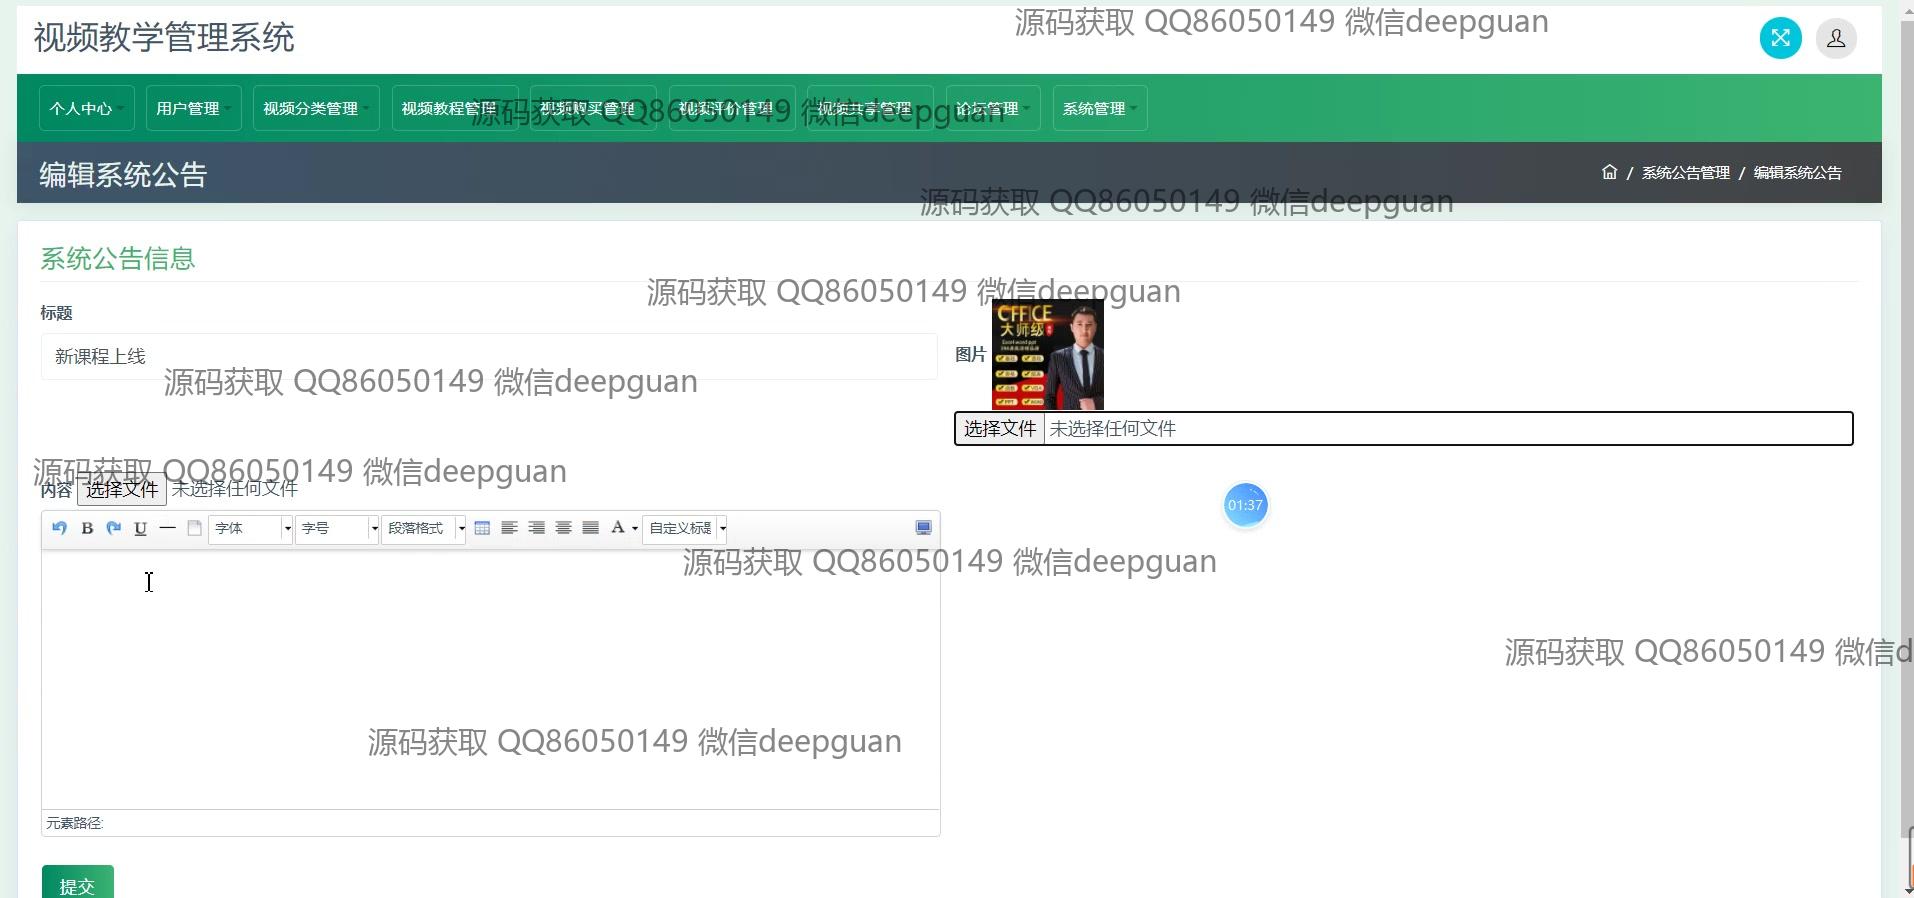 视频教学管理系统
源码获取 QQ86050149 微信deepguan
个人中心 用户管理 视频分类管理 视频教程管理 视频购买管理 视频评价管理 视频共享管理 论坛管理 系统管理
源码获取 QQ86050149 微信deepguan
编辑系统公告
/ 系统公告管理 / 编辑系统公告
源码获取 QQ86050149 微信deepguan
系统公告信息
源码获取 QQ86050149 微信deepguan
标题
新课程上线
图片
大师级
Excel word ppt
PPT
源码获取 QQ86050149 微信deepguan
选择文件 未选择任何文件
源码获取 QQ86050149 微信deepguan
内容 选择文件 未选择任何文件
01:37
B U 字体 字号 段落格式 A 自定义标题
源码获取 QQ86050149 微信deepguan
源码获取 QQ86050149 微信d
源码获取 QQ86050149 微信deepguan
元素路径:
提交